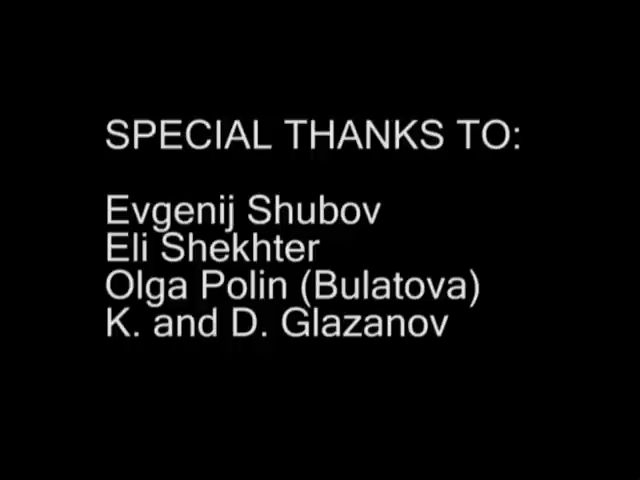 SPECIAL THANKS TO:
Evgenij Shubov
Eli Shekhter
Olga Polin (Bulatova)
K. and D. Glazanov